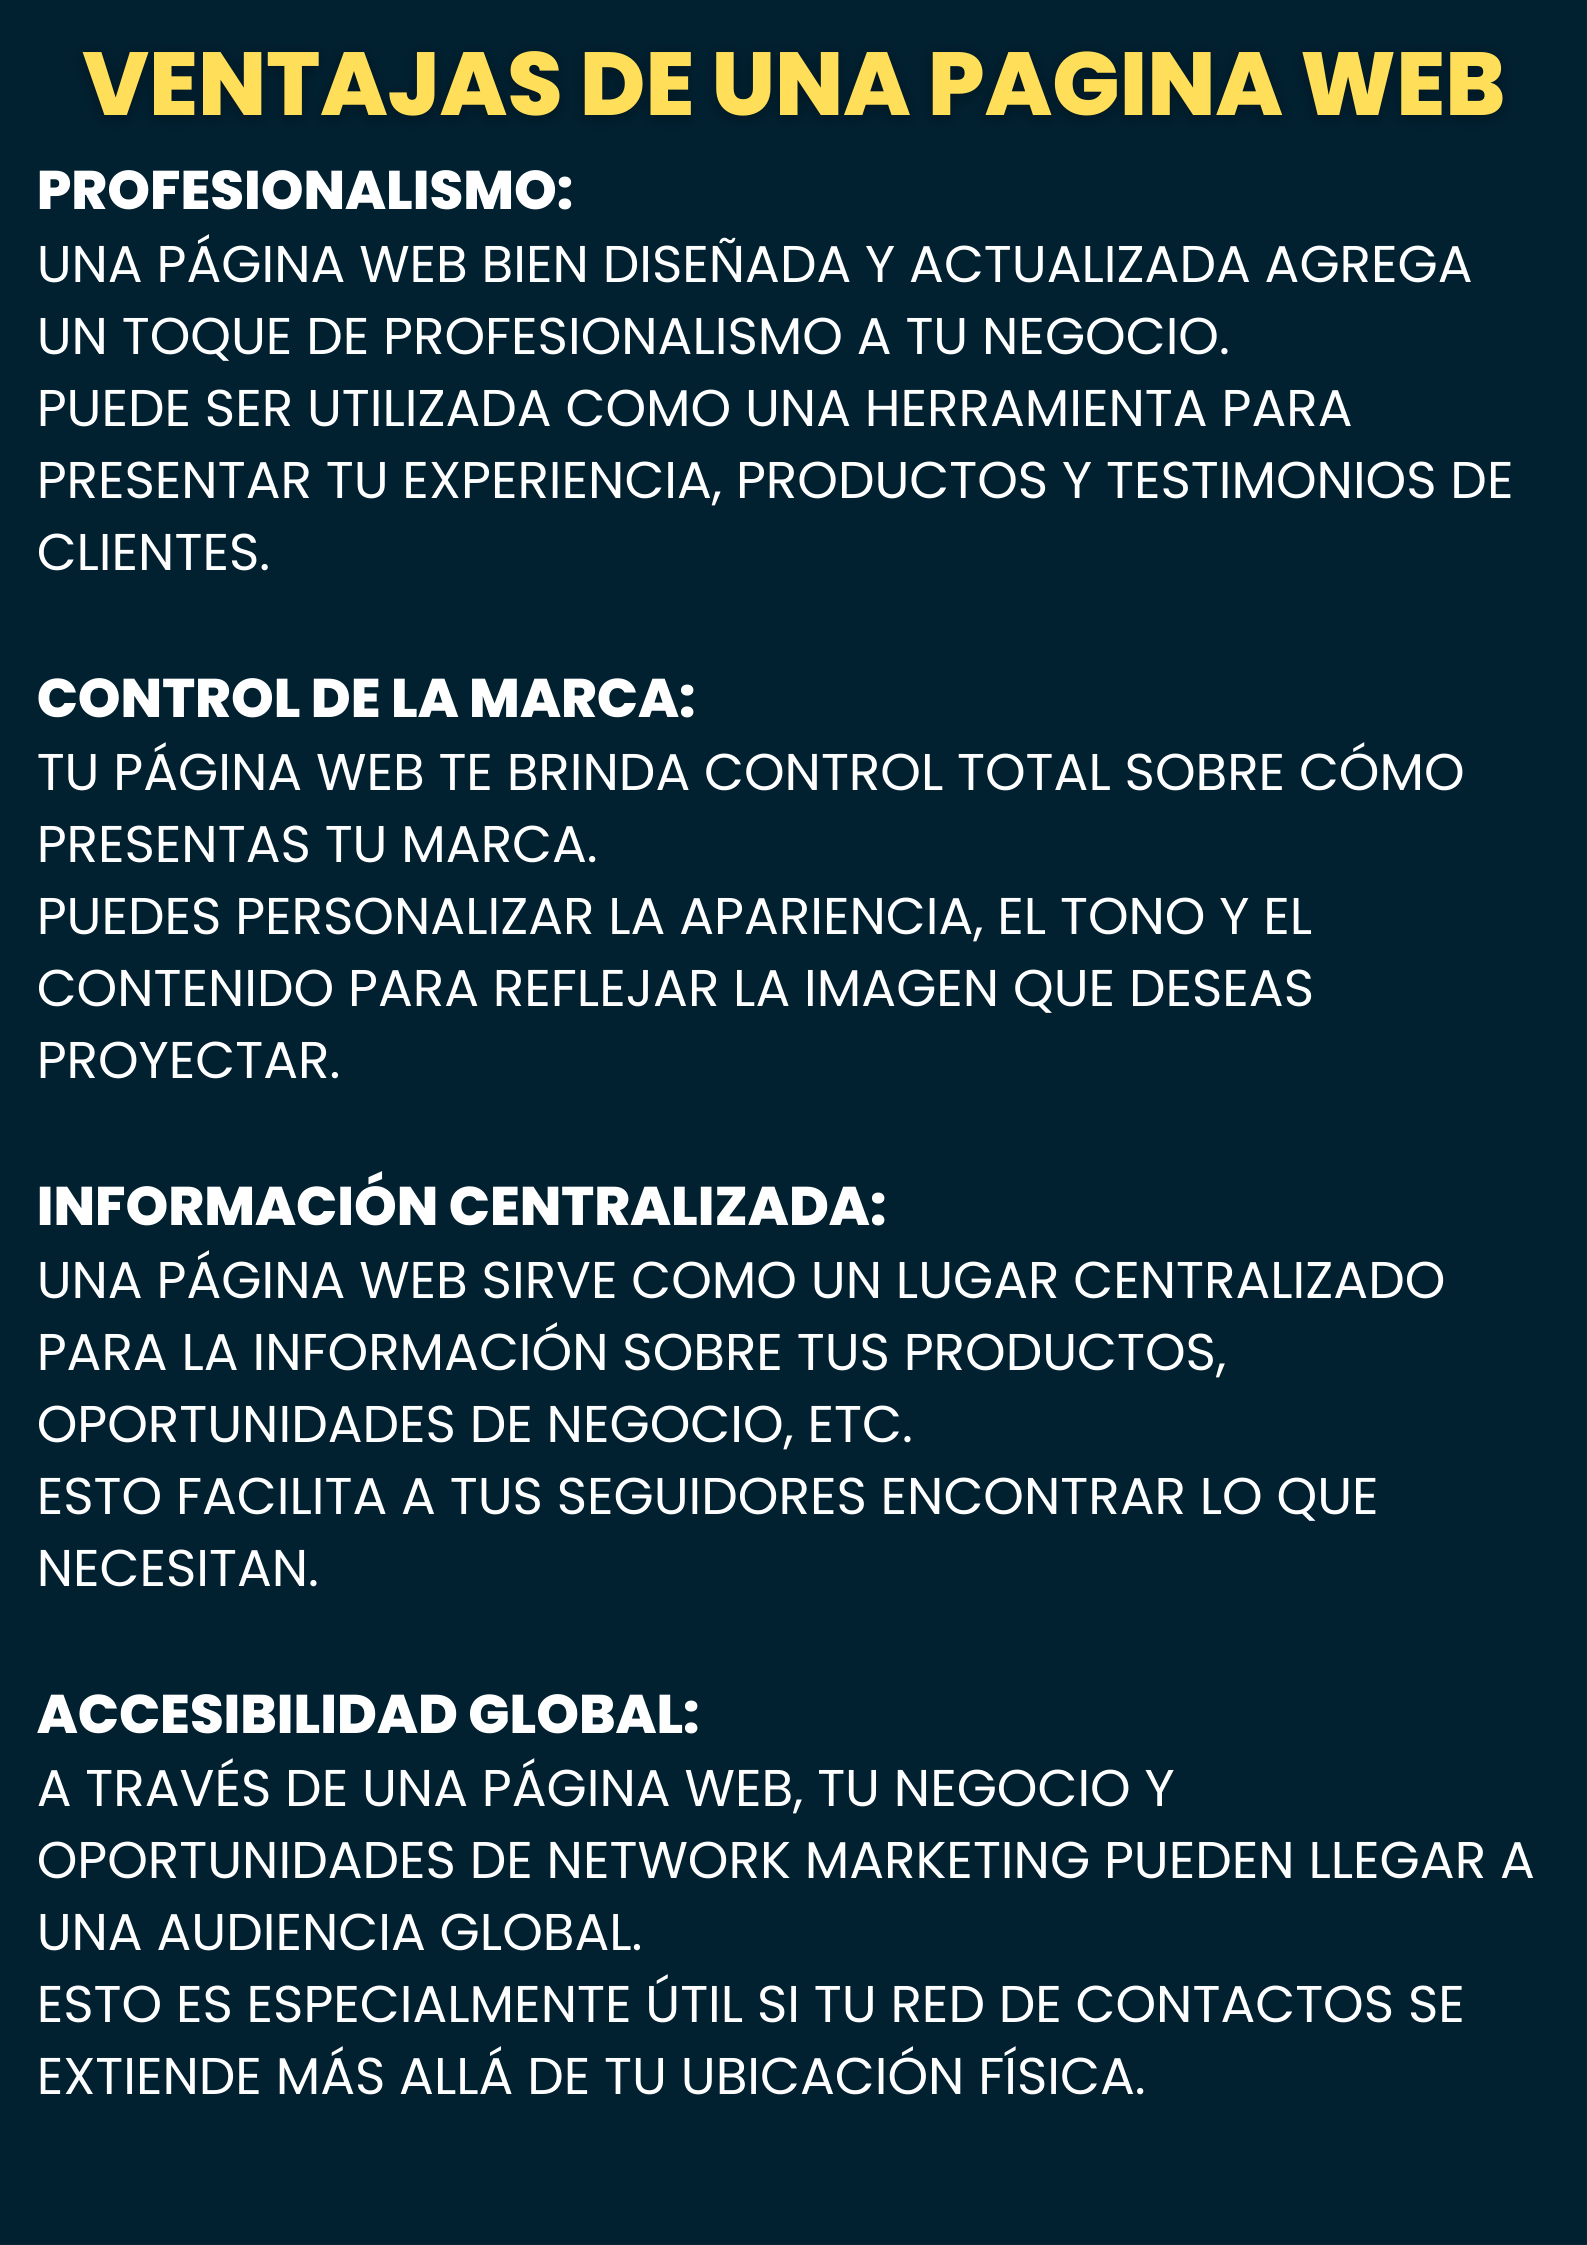 VENTAJAS DE UNA PAGINA WEB
PROFESIONALISMO:
UNA PÁGINA WEB BIEN DISEÑADA Y ACTUALIZADA AGREGA
UN TOQUE DE PROFESIONALISMO A TU NEGOCIO.
PUEDE SER UTILIZADA COMO UNA HERRAMIENTA PARA
PRESENTAR TU EXPERIENCIA, PRODUCTOS Y TESTIMONIOS DE
CLIENTES.
CONTROL DE LA MARCA:
TU PÁGINA WEB TE BRINDA CONTROL TOTAL SOBRE CÓMO
PRESENTAS TU MARCA.
PUEDES PERSONALIZAR LA APARIENCIA, EL TONO Y EL
CONTENIDO PARA REFLEJAR LA IMAGEN QUE DESEAS
PROYECTAR.
INFORMACIÓN CENTRALIZADA:
UNA PÁGINA WEB SIRVE COMO UN LUGAR CENTRALIZADO
PARA LA INFORMACIÓN SOBRE TUS PRODUCTOS,
OPORTUNIDADES DE NEGOCIO, ETC.
ESTO FACILITA A TUS SEGUIDORES ENCONTRAR LO QUE
NECESITAN.
ACCESIBILIDAD GLOBAL:
A TRAVÉS DE UNA PÁGINA WEB, TU NEGOCIO Y
OPORTUNIDADES DE NETWORK MARKETING PUEDEN LLEGAR A
UNA AUDIENCIA GLOBAL.
ESTO ES ESPECIALMENTE ÚTIL SI TU RED DE CONTACTOS SE
EXTIENDE MÁS ALLÁ DE TU UBICACIÓN FÍSICA.